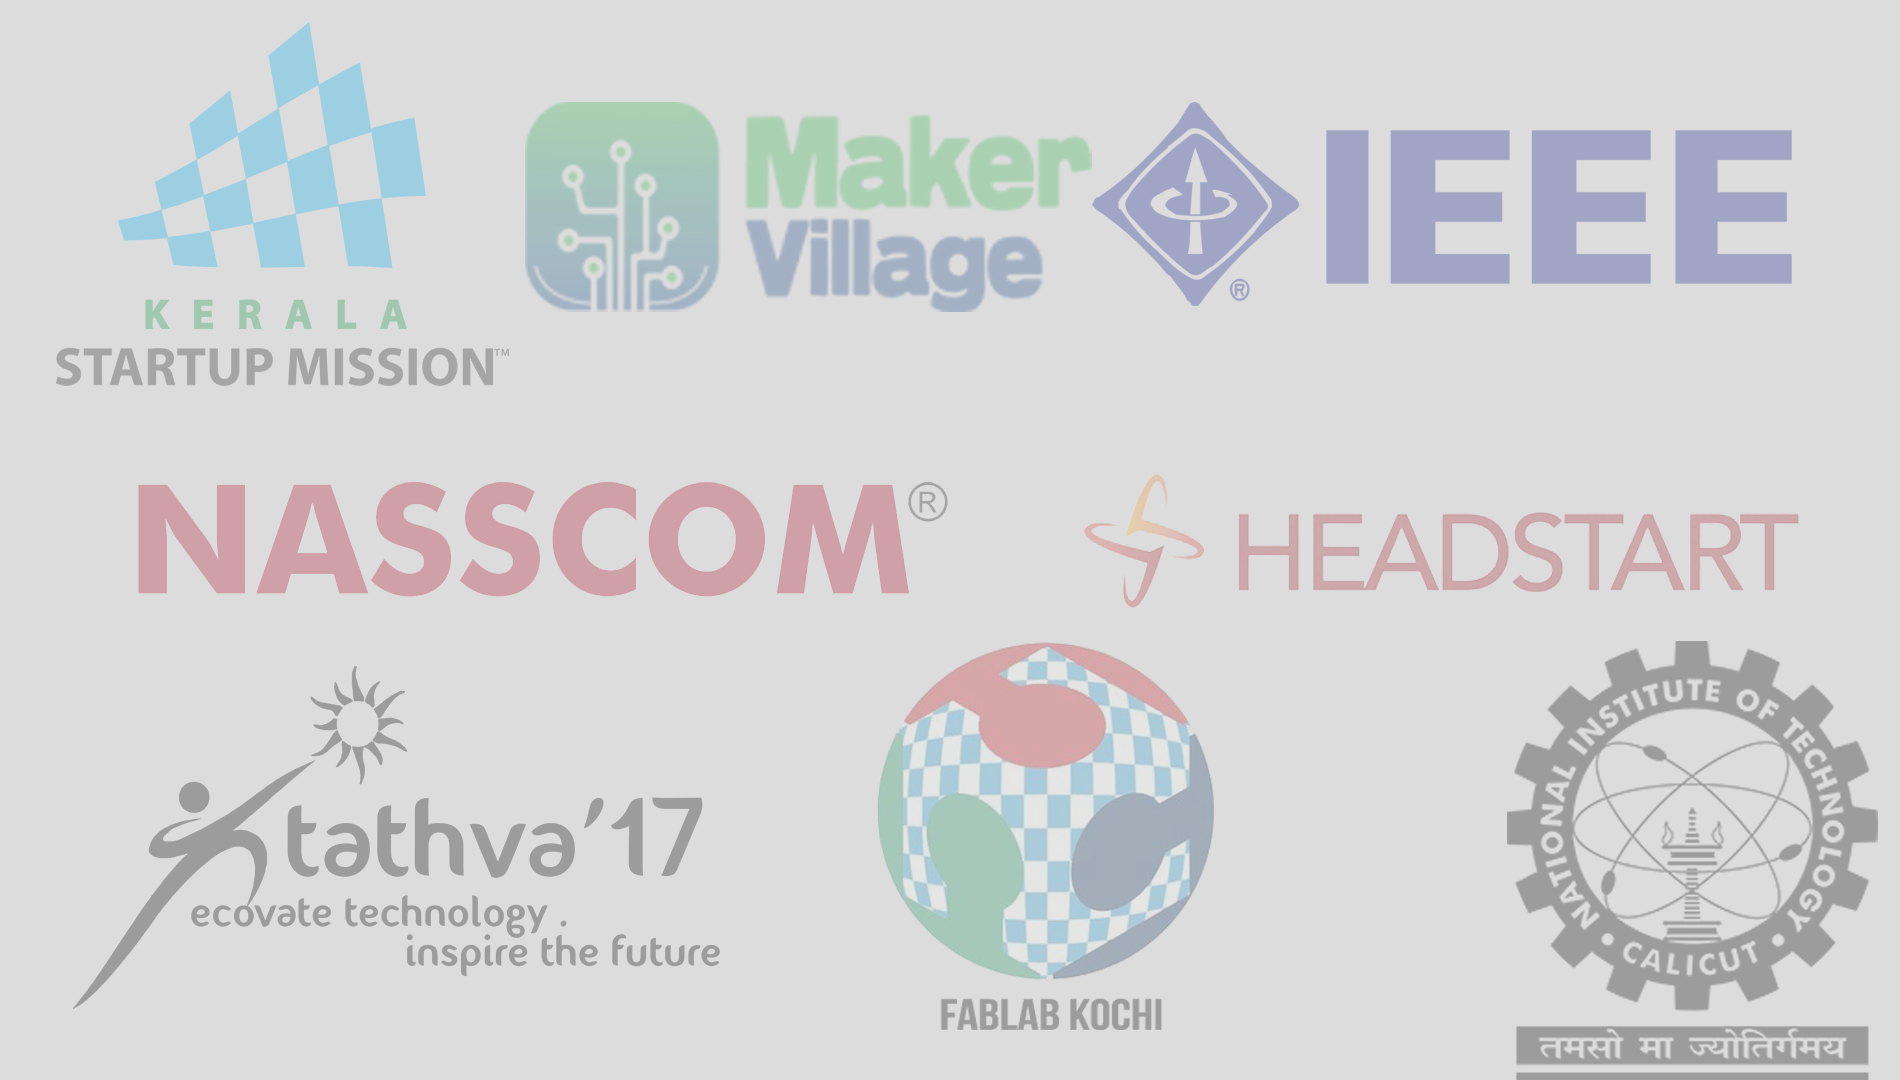 KERALA
STARTUP MISSION™
Maker
Village
IEEE
®
NASSCOM®
HEADSTART
tathva'17
ecovate technology .
inspire the future
FABLAB KOCHI
NATIONAL INSTITUTE OF TECHNOLOGY
• CALICUT •
तमसो मा ज्योतिर्गमय